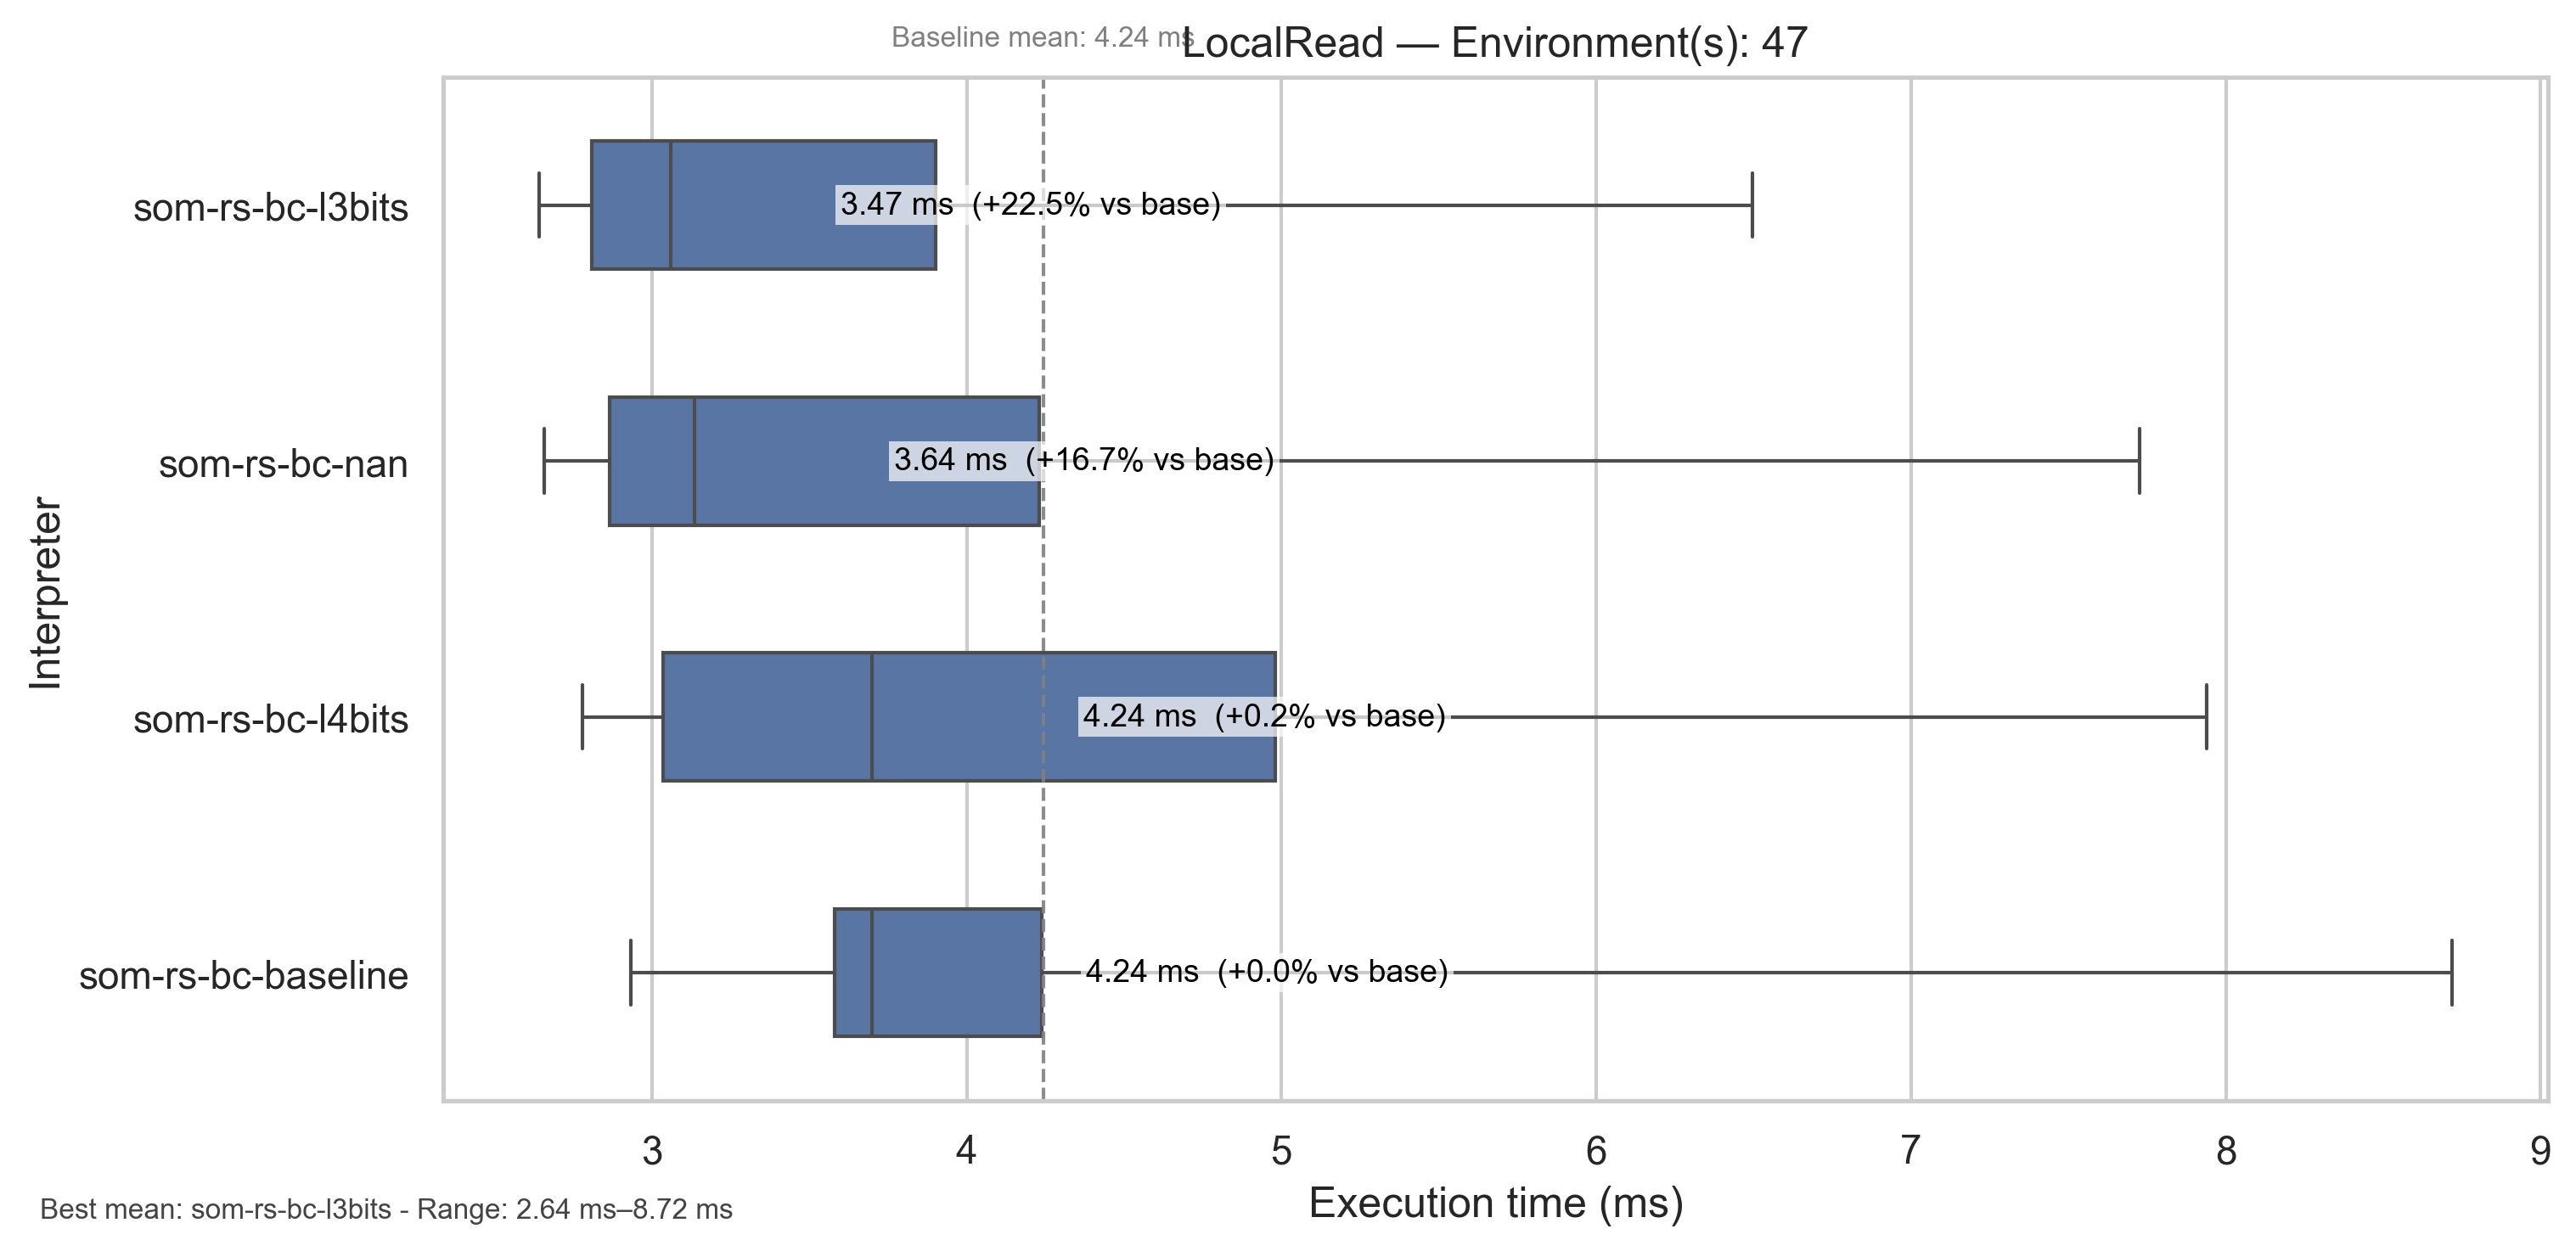 Baseline mean: 4.24 ms
LocalRead — Environment(s): 47
Interpreter
som-rs-bc-l3bits
3.47 ms (+22.5% vs base)
som-rs-bc-nan
3.64 ms (+16.7% vs base)
som-rs-bc-l4bits
4.24 ms (+0.2% vs base)
som-rs-bc-baseline
4.24 ms (+0.0% vs base)
3 4 5 6 7 8 9
Execution time (ms)
Best mean: som-rs-bc-l3bits - Range: 2.64 ms–8.72 ms